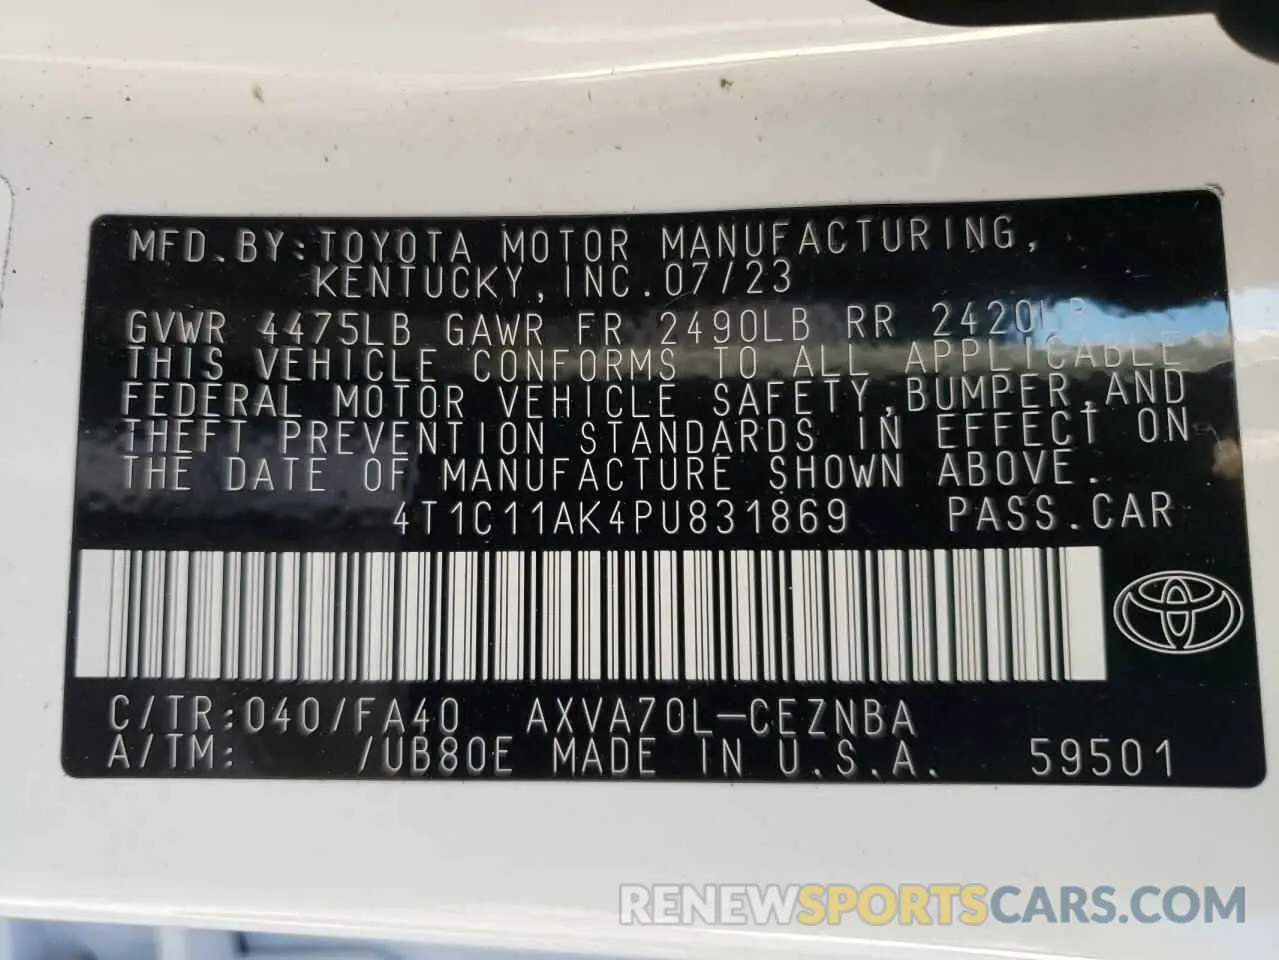 MFD.BY:TOYOTA MOTOR MANUFACTURING,
KENTUCKY,INC.07/23
GVWR 4475LB GAWR FR 2490LB RR 2420LB
THIS VEHICLE CONFORMS TO ALL APPLICABLE
FEDERAL MOTOR VEHICLE SAFETY,BUMPER,AND
THEFT PREVENTION STANDARDS IN EFFECT ON
THE DATE OF MANUFACTURE SHOWN ABOVE.
4T1C11AK4PU831869 PASS.CAR
C/TR:040/FA40 AXVA70L-CEZNBA
A/TM: /UB80E MADE IN U.S.A. 59501
RENEWSPORTSCARS.COM